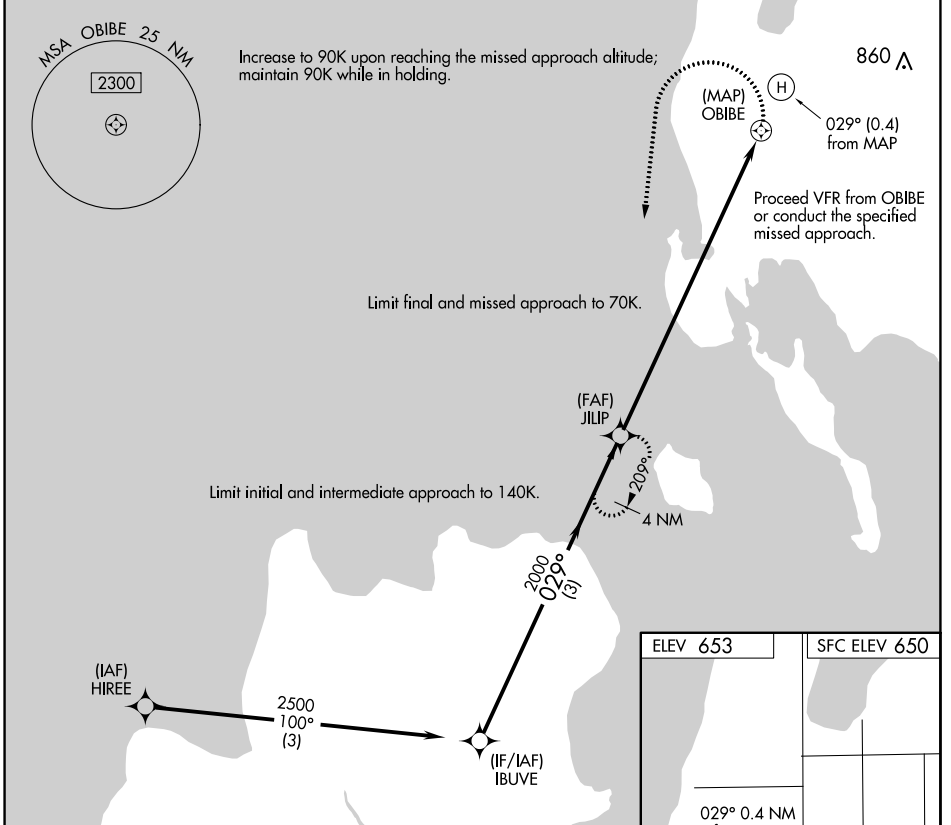 MSA OBIBE 25 NM
2300
Increase to 90K upon reaching the missed approach altitude;
maintain 90K while in holding.
860
(MAP)
OBIBE
H
029° (0.4)
from MAP
Proceed VFR from OBIBE
or conduct the specified
missed approach.
Limit final and missed approach to 70K.
(FAF)
JILIP
209°
4 NM
Limit initial and intermediate approach to 140K.
2000
029°
(3)
(IAF)
HIREE
2500
100°
(3)
(IF/IAF)
IBUVE
ELEV 653
SFC ELEV 650
029° 0.4 NM